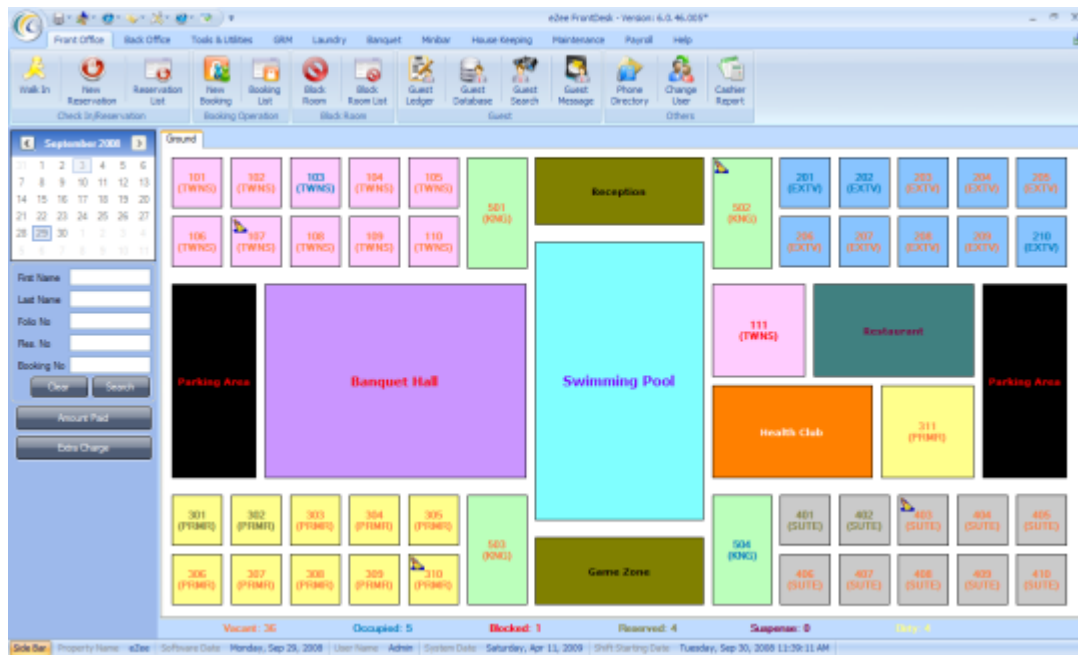 eZee FrontDesk - Version: 6.0.46.005*
Front Office Back Office Tools & Utilities GRM Laundry Banquet Minibar House Keeping Maintenance Payroll Help
Walk In New Reservation Reservation List New Booking Booking List Block Room Block Room List Guest Ledger Guest Database Guest Search Guest Message Phone Directory Change User Cashier Report
Check In/Reservation Booking Operation Block Room Guest Others
September 2008
31 1 2 3 4 5 6
7 8 9 10 11 12 13
14 15 16 17 18 19 20
21 22 23 24 25 26 27
28 29 30 1 2 3 4
5 6 7 8 9 10 11
First Name
Last Name
Folio No
Res. No
Booking No
Clear Search
Amount Paid
Extra Charge
Ground
101 102 103 104 105
(TWNS) (TWNS) (TWNS) (TWNS) (TWNS)
106 107 108 109 110
(TWNS) (TWNS) (TWNS) (TWNS) (TWNS)
501
(KNG)
Reception
502
(KNG)
201 202 203 204 205
(EXTV) (EXTV) (EXTV) (EXTV) (EXTV)
206 207 208 209 210
(EXTV) (EXTV) (EXTV) (EXTV) (EXTV)
Parking Area
Banquet Hall
Swimming Pool
111
(TWNS)
Restaurant
Health Club
311
(PRMR)
Parking Area
301 302 303 304 305
(PRMR) (PRMR) (PRMR) (PRMR) (PRMR)
306 307 308 309 310
(PRMR) (PRMR) (PRMR) (PRMR) (PRMR)
503
(KNG)
Game Zone
504
(KNG)
401 402 403 404 405
(SUTE) (SUTE) (SUTE) (SUTE) (SUTE)
406 407 408 409 410
(SUTE) (SUTE) (SUTE) (SUTE) (SUTE)
Vacant: 36 Occupied: 5 Blocked: 1 Reserved: 4 Suspense: 0 Dirty: 4
Side Bar Property Name eZee Software Date Monday, Sep 29, 2008 User Name Admin System Date Saturday, Apr 11, 2009 Shift Starting Date Tuesday, Sep 30, 2008 11:39:11 AM